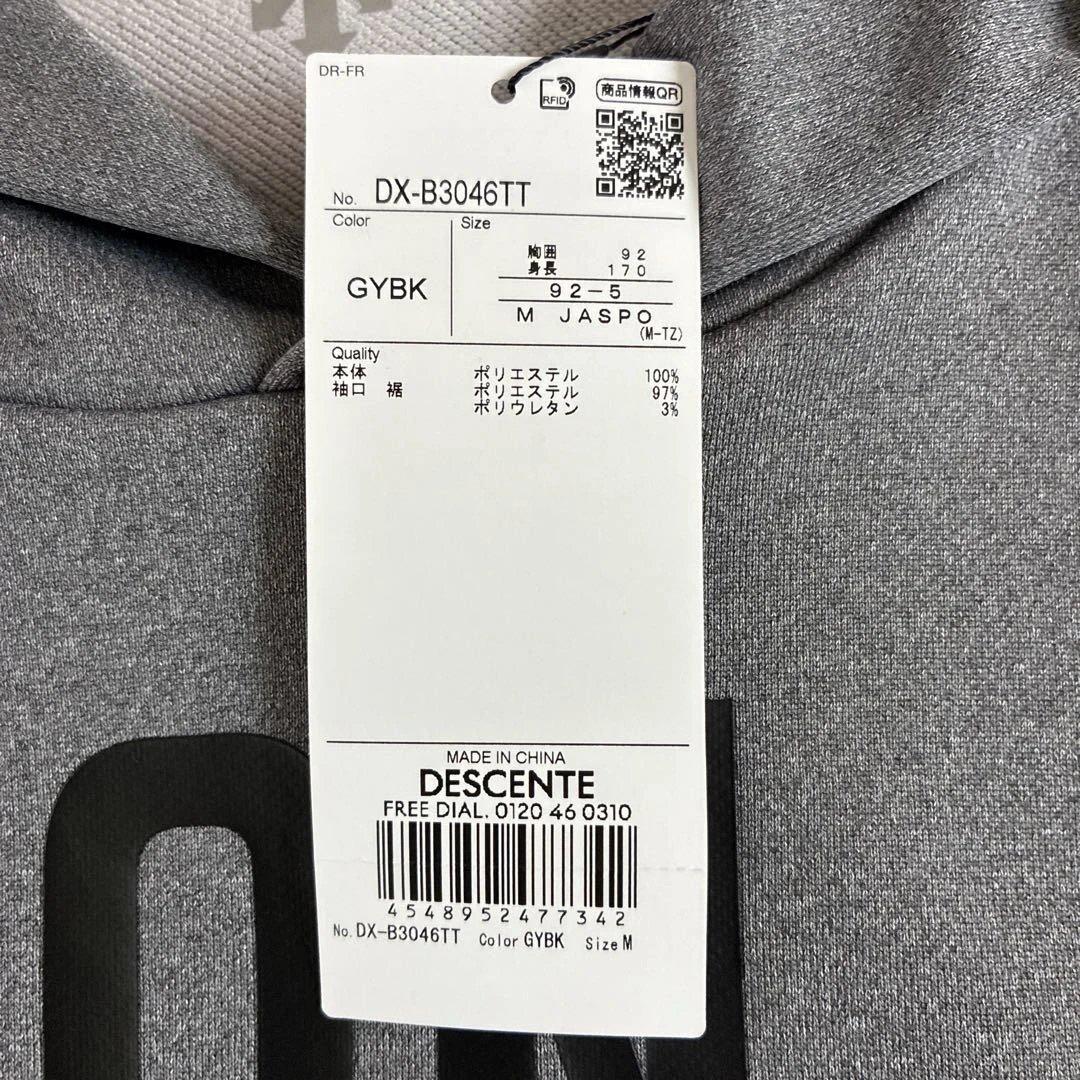 DR-FR
RFID
商品情報QR
No. DX-B3046TT
Color
Size
GYBK
胸囲 92
身長 170
92-5
M JASPO
(M-TZ)
Quality
本体 ポリエステル 100%
袖口 裾 ポリエステル 97%
ポリウレタン 3%
MADE IN CHINA
DESCENTE
FREE DIAL. 0120 46 0310
4548952477342
No. DX-B3046TT Color GYBK Size M